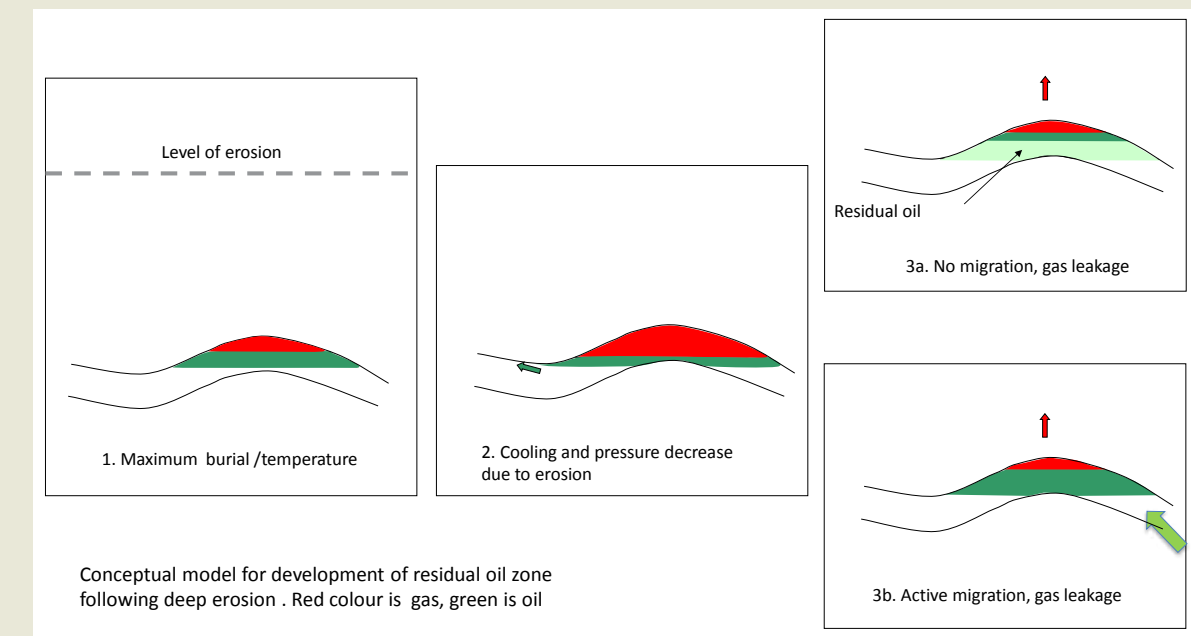 Level of erosion
1. Maximum burial /temperature
2. Cooling and pressure decrease
due to erosion
Residual oil
3a. No migration, gas leakage
3b. Active migration, gas leakage
Conceptual model for development of residual oil zone
following deep erosion . Red colour is gas, green is oil